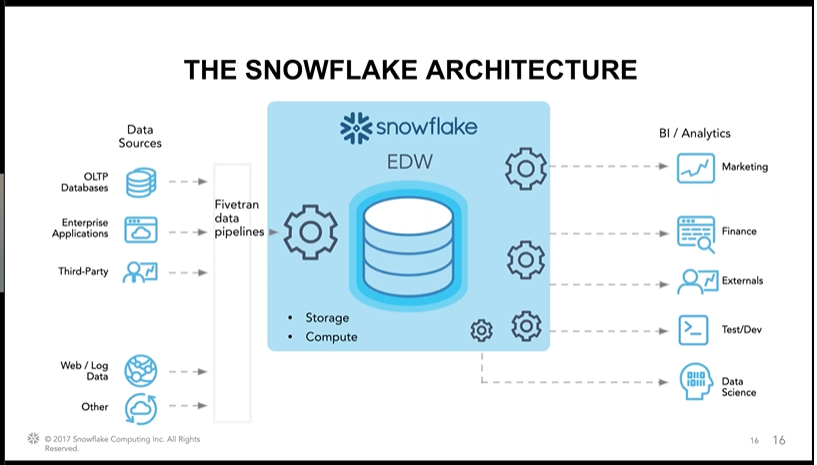 THE SNOWFLAKE ARCHITECTURE
Data
Sources
OLTP
Databases
Enterprise
Applications
Third-Party
Web / Log
Data
Other
Fivetran
data
pipelines
snowflake
EDW
• Storage
• Compute
BI / Analytics
Marketing
Finance
Externals
Test/Dev
Data
Science
© 2017 Snowflake Computing Inc. All Rights
Reserved.
16 16